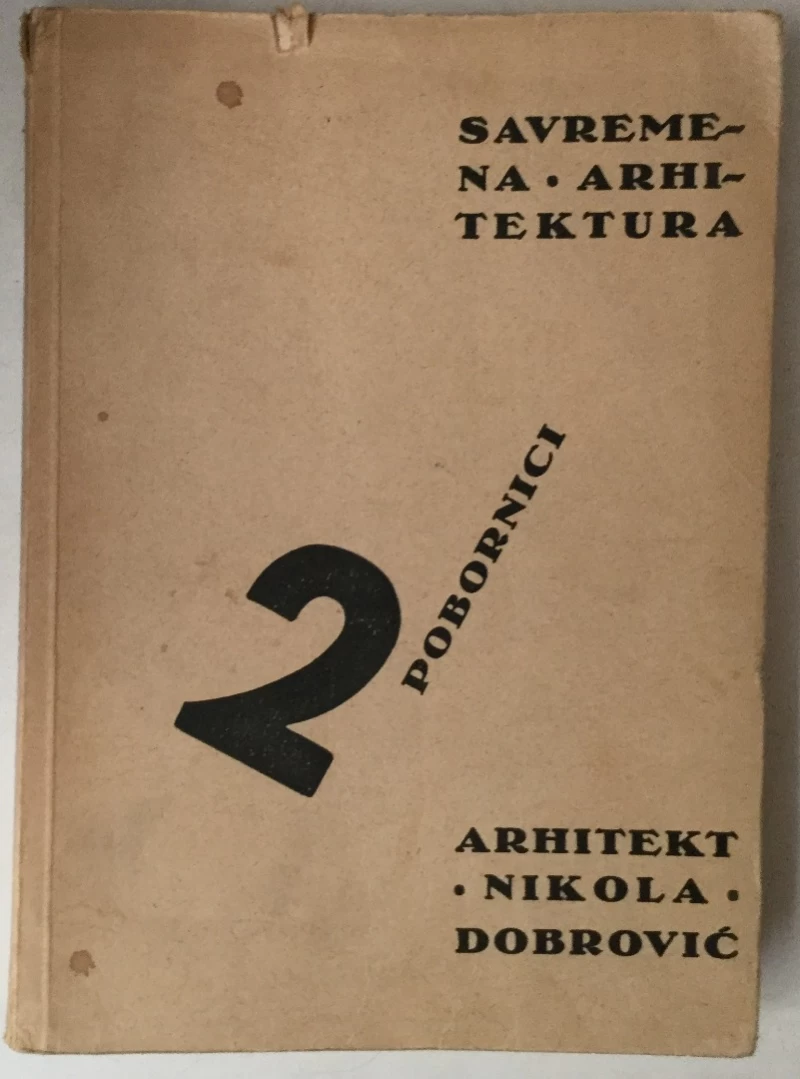 SAVREME-
NA • ARHI-
TEKTURA
2
POBORNICI
ARHITEKT
• NIKOLA •
DOBROVIĆ